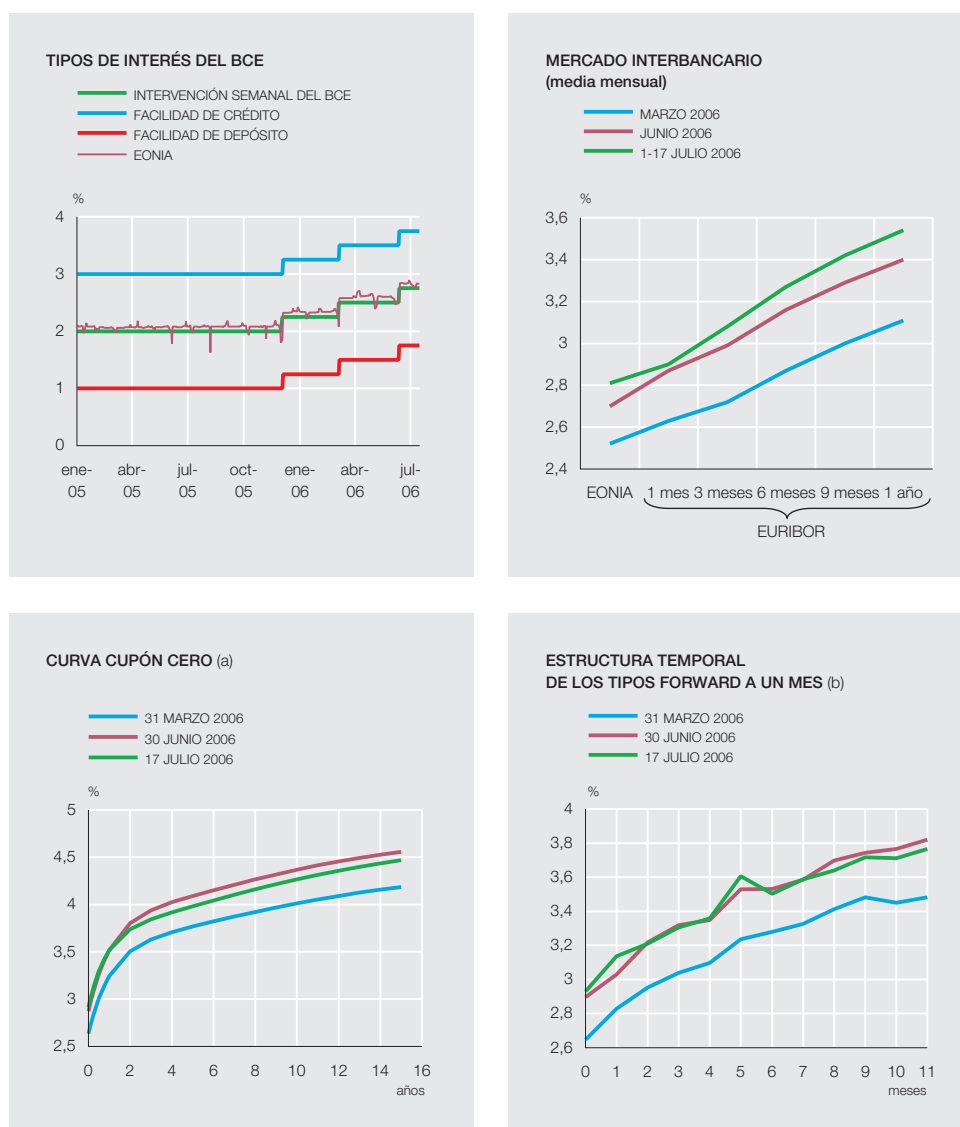 TIPOS DE INTERÉS DEL BCE
INTERVENCIÓN SEMANAL DEL BCE
FACILIDAD DE CRÉDITO
FACILIDAD DE DEPÓSITO
EONIA
%
4
3
2
1
0
ene- abr- jul- oct- ene- abr- jul-
05 05 05 05 06 06 06
MERCADO INTERBANCARIO
(media mensual)
MARZO 2006
JUNIO 2006
1-17 JULIO 2006
%
3,6
3,4
3,2
3
2,8
2,6
2,4
EONIA 1 mes 3 meses 6 meses 9 meses 1 año
EURIBOR
CURVA CUPÓN CERO (a)
31 MARZO 2006
30 JUNIO 2006
17 JULIO 2006
%
5
4,5
4
3,5
3
2,5
0 2 4 6 8 10 12 14 16
años
ESTRUCTURA TEMPORAL
DE LOS TIPOS FORWARD A UN MES (b)
31 MARZO 2006
30 JUNIO 2006
17 JULIO 2006
%
4
3,8
3,6
3,4
3,2
3
2,8
2,6
0 1 2 3 4 5 6 7 8 9 10 11
meses